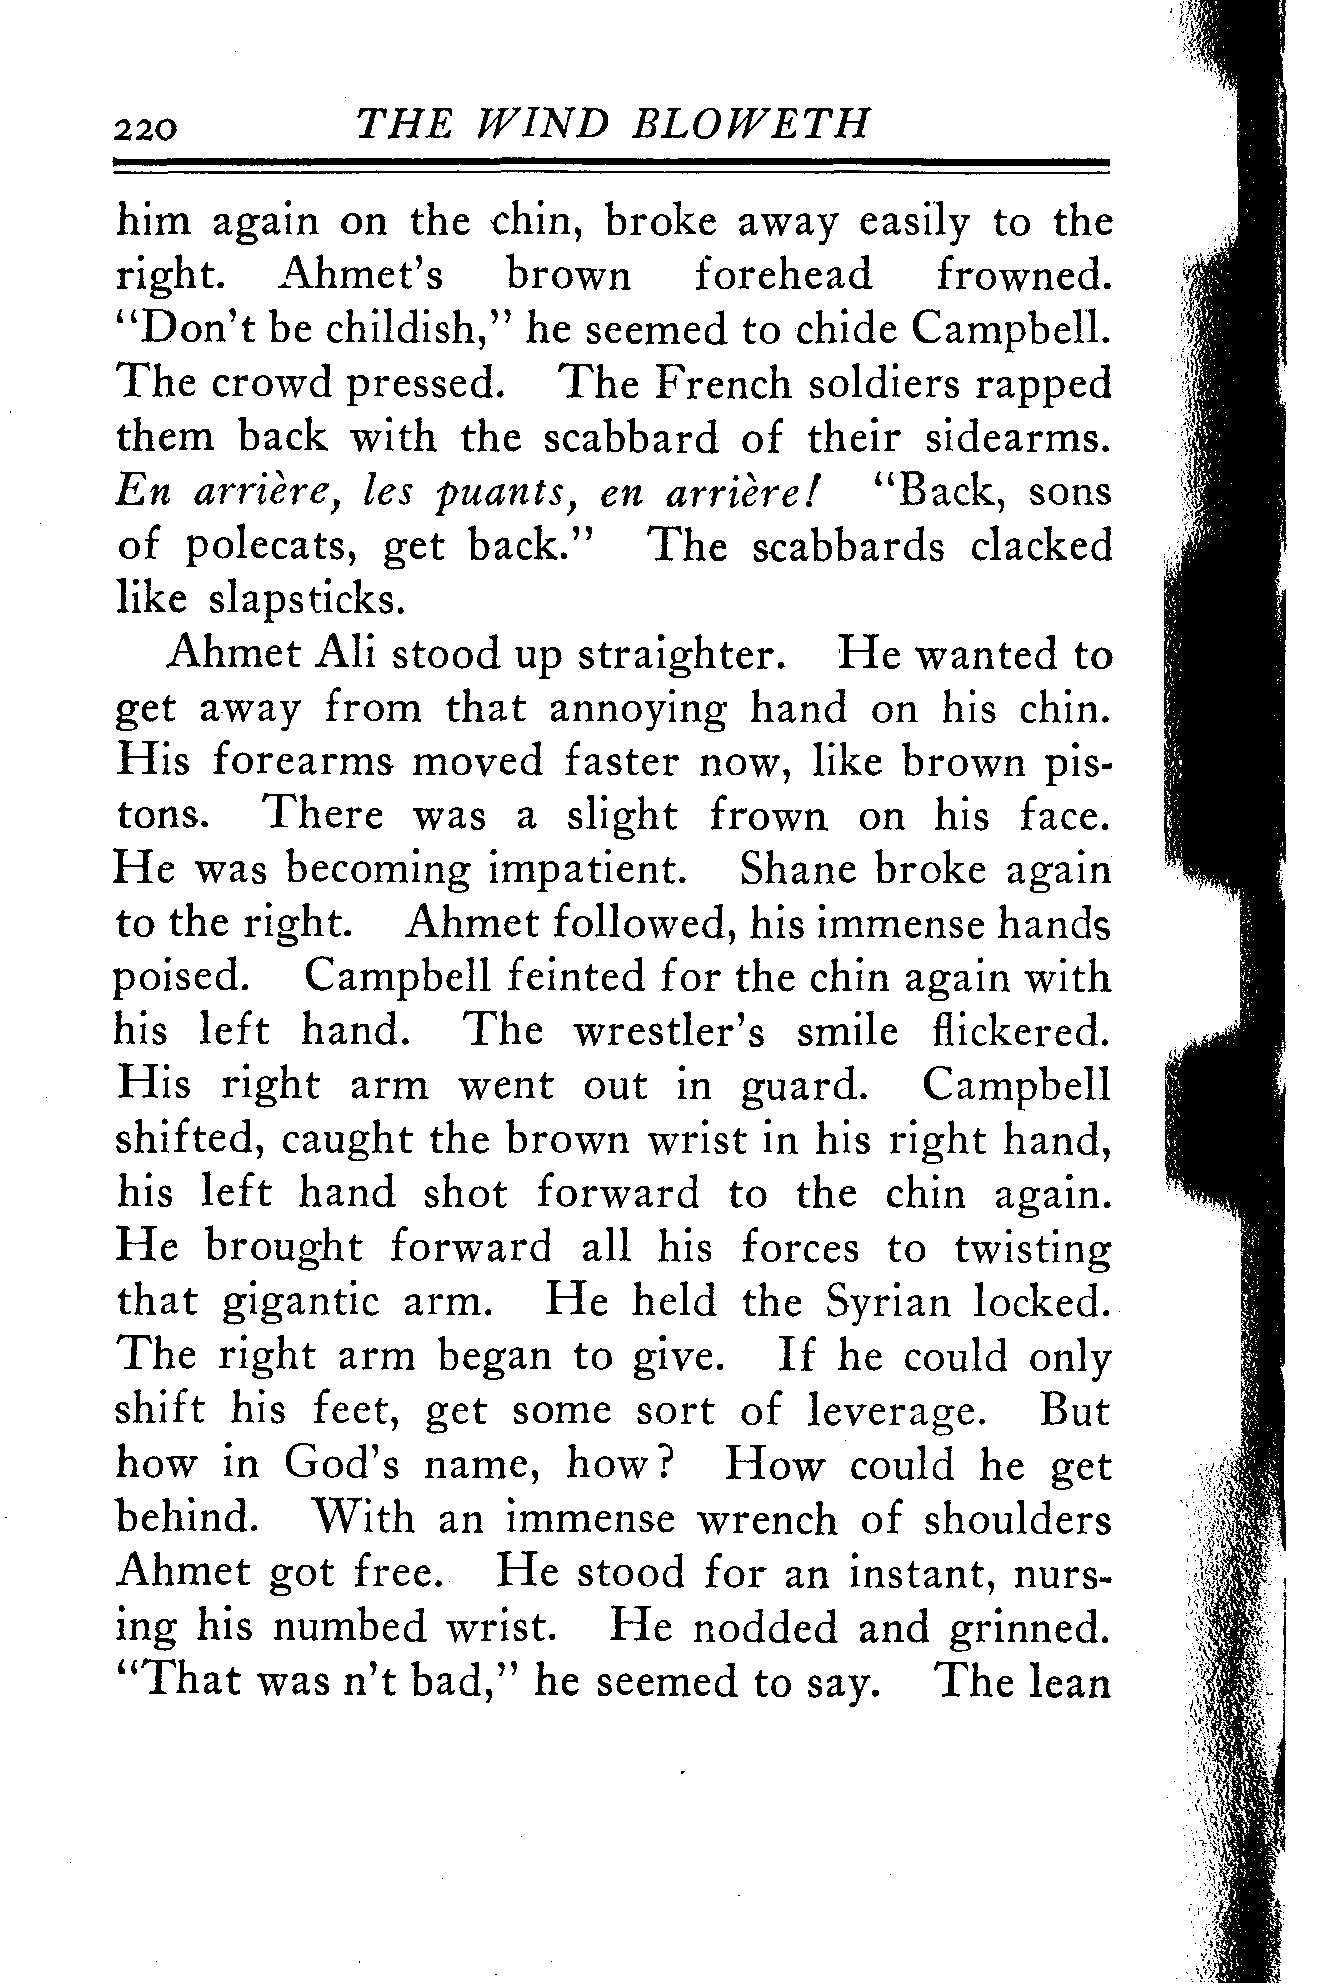 220 THE WIND BLOWETH
him again on the chin, broke away easily to the
right. Ahmet's brown forehead frowned.
"Don't be childish," he seemed to chide Campbell.
The crowd pressed. The French soldiers rapped
them back with the scabbard of their sidearms.
En arrière, les puants, en arrière! "Back, sons
of polecats, get back." The scabbards clacked
like slapsticks.
Ahmet Ali stood up straighter. He wanted to
get away from that annoying hand on his chin.
His forearms moved faster now, like brown pis-
tons. There was a slight frown on his face.
He was becoming impatient. Shane broke again
to the right. Ahmet followed, his immense hands
poised. Campbell feinted for the chin again with
his left hand. The wrestler's smile flickered.
His right arm went out in guard. Campbell
shifted, caught the brown wrist in his right hand,
his left hand shot forward to the chin again.
He brought forward all his forces to twisting
that gigantic arm. He held the Syrian locked.
The right arm began to give. If he could only
shift his feet, get some sort of leverage. But
how in God's name, how? How could he get
behind. With an immense wrench of shoulders
Ahmet got free. He stood for an instant, nurs-
ing his numbed wrist. He nodded and grinned.
"That was n't bad," he seemed to say. The lean